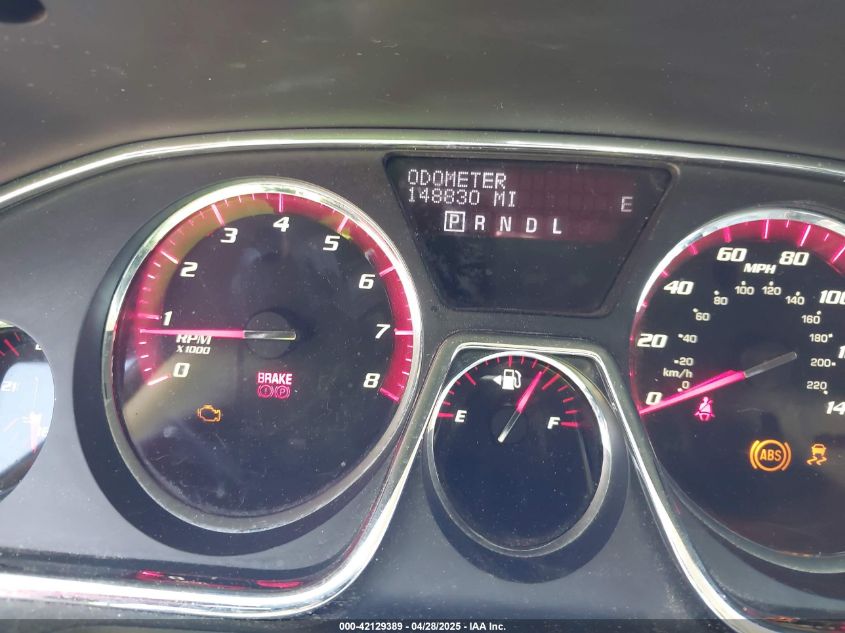 ODOMETER
148830 MI E
P R N D L
0 1 2 3 4 5 6 7 8
RPM
X1000
BRAKE
E F
0 20 40 60 80 100
MPH
0 20 40 60 80 100 120 140 160 180 200 220
km/h
ABS
000-42129389 - 04/28/2025 - IAA Inc.